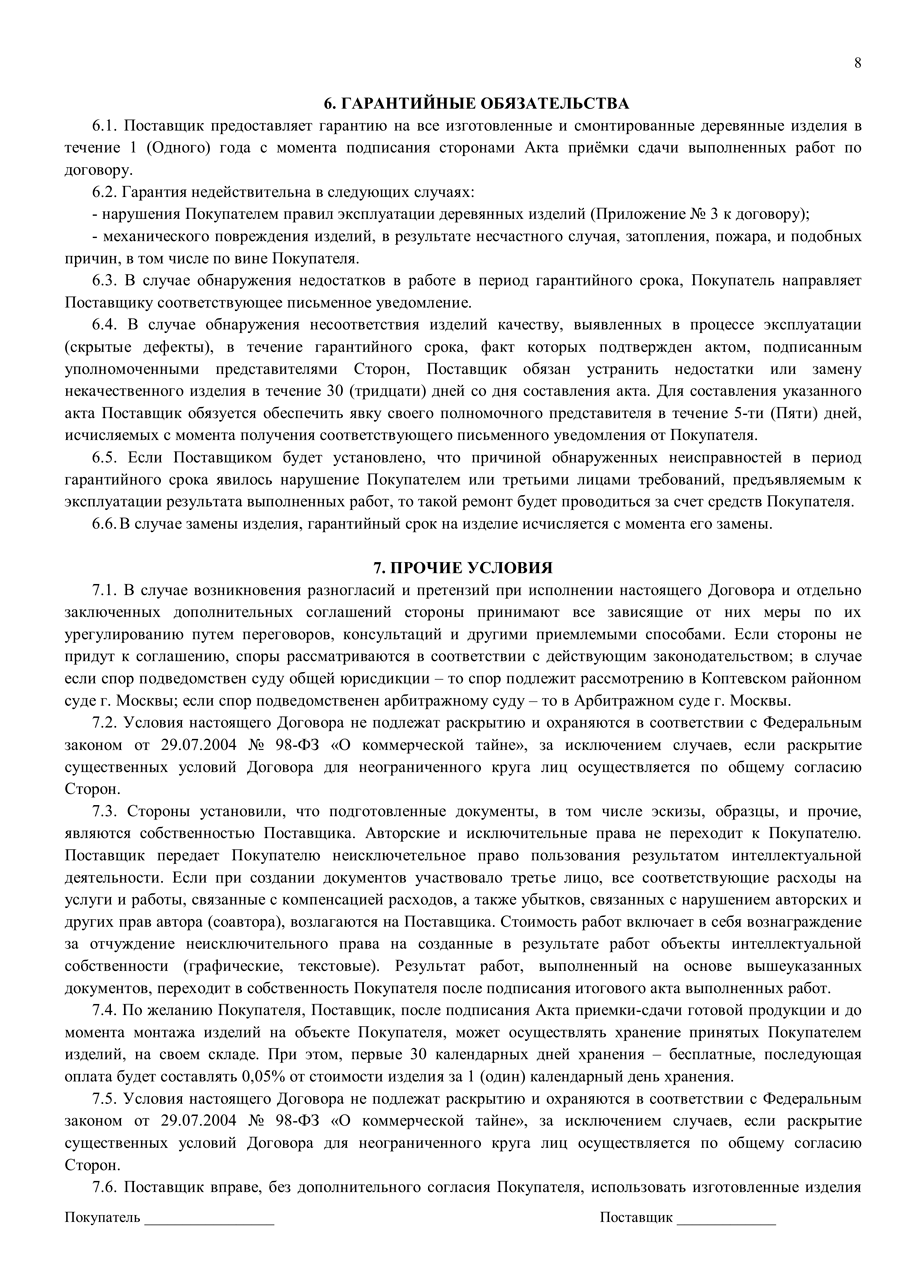 8
6. ГАРАНТИЙНЫЕ ОБЯЗАТЕЛЬСТВА
6.1. Поставщик предоставляет гарантию на все изготовленные и смонтированные деревянные изделия в
течение 1 (Одного) года с момента подписания сторонами Акта приёмки сдачи выполненных работ по
договору.
6.2. Гарантия недействительна в следующих случаях:
- нарушения Покупателем правил эксплуатации деревянных изделий (Приложение № 3 к договору);
- механического повреждения изделий, в результате несчастного случая, затопления, пожара, и подобных
причин, в том числе по вине Покупателя.
6.3. В случае обнаружения недостатков в работе в период гарантийного срока, Покупатель направляет
Поставщику соответствующее письменное уведомление.
6.4. В случае обнаружения несоответствия изделий качеству, выявленных в процессе эксплуатации
(скрытые дефекты), в течение гарантийного срока, факт которых подтвержден актом, подписанным
уполномоченными представителями Сторон, Поставщик обязан устранить недостатки или замену
некачественного изделия в течение 30 (тридцати) дней со дня составления акта. Для составления указанного
акта Поставщик обязуется обеспечить явку своего полномочного представителя в течение 5-ти (Пяти) дней,
исчисляемых с момента получения соответствующего письменного уведомления от Покупателя.
6.5. Если Поставщиком будет установлено, что причиной обнаруженных неисправностей в период
гарантийного срока явилось нарушение Покупателем или третьими лицами требований, предъявляемым к
эксплуатации результата выполненных работ, то такой ремонт будет проводиться за счет средств Покупателя.
6.6. В случае замены изделия, гарантийный срок на изделие исчисляется с момента его замены.
7. ПРОЧИЕ УСЛОВИЯ
7.1. В случае возникновения разногласий и претензий при исполнении настоящего Договора и отдельно
заключенных дополнительных соглашений стороны принимают все зависящие от них меры по их
урегулированию путем переговоров, консультаций и другими приемлемыми способами. Если стороны не
придут к соглашению, споры рассматриваются в соответствии с действующим законодательством; в случае
если спор подведомствен суду общей юрисдикции – то спор подлежит рассмотрению в Коптевском районном
суде г. Москвы; если спор подведомственен арбитражному суду – то в Арбитражном суде г. Москвы.
7.2. Условия настоящего Договора не подлежат раскрытию и охраняются в соответствии с Федеральным
законом от 29.07.2004 № 98-ФЗ «О коммерческой тайне», за исключением случаев, если раскрытие
существенных условий Договора для неограниченного круга лиц осуществляется по общему согласию
Сторон.
7.3. Стороны установили, что подготовленные документы, в том числе эскизы, образцы, и прочие,
являются собственностью Поставщика. Авторские и исключительные права не переходит к Покупателю.
Поставщик передает Покупателю неисключетельное право пользования результатом интеллектуальной
деятельности. Если при создании документов участвовало третье лицо, все соответствующие расходы на
услуги и работы, связанные с компенсацией расходов, а также убытков, связанных с нарушением авторских и
других прав автора (соавтора), возлагаются на Поставщика. Стоимость работ включает в себя вознаграждение
за отчуждение неисключительного права на созданные в результате работ объекты интеллектуальной
собственности (графические, текстовые). Результат работ, выполненный на основе вышеуказанных
документов, переходит в собственность Покупателя после подписания итогового акта выполненных работ.
7.4. По желанию Покупателя, Поставщик, после подписания Акта приемки-сдачи готовой продукции и до
момента монтажа изделий на объекте Покупателя, может осуществлять хранение принятых Покупателем
изделий, на своем складе. При этом, первые 30 календарных дней хранения – бесплатные, последующая
оплата будет составлять 0,05% от стоимости изделия за 1 (один) календарный день хранения.
7.5. Условия настоящего Договора не подлежат раскрытию и охраняются в соответствии с Федеральным
законом от 29.07.2004 № 98-ФЗ «О коммерческой тайне», за исключением случаев, если раскрытие
существенных условий Договора для неограниченного круга лиц осуществляется по общему согласию
Сторон.
7.6. Поставщик вправе, без дополнительного согласия Покупателя, использовать изготовленные изделия
Покупатель __________________ Поставщик ______________